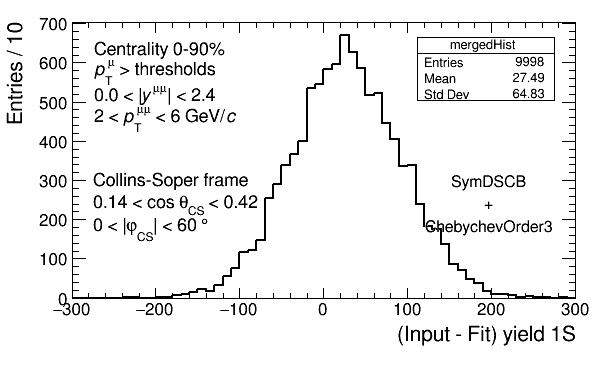 Entries / 10
700
600
500
400
300
200
100
0
Centrality 0-90%
p_T^μ > thresholds
0.0 < |y^μμ| < 2.4
2 < p_T^μμ < 6 GeV/c
Collins-Soper frame
0.14 < cos θ_CS < 0.42
0 < |φ_CS| < 60 °
mergedHist
Entries 9998
Mean 27.49
Std Dev 64.83
SymDSCB
+
ChebychevOrder3
−300 −200 −100 0 100 200 300
(Input - Fit) yield 1S